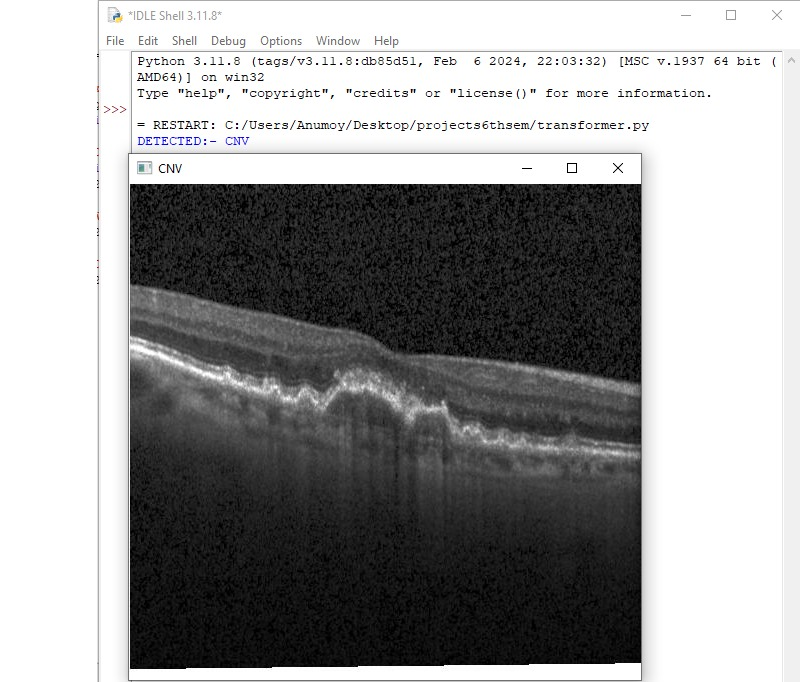 *IDLE Shell 3.11.8*
File Edit Shell Debug Options Window Help
Python 3.11.8 (tags/v3.11.8:db85d51, Feb  6 2024, 22:03:32) [MSC v.1937 64 bit (
AMD64)] on win32
Type "help", "copyright", "credits" or "license()" for more information.
>>>
= RESTART: C:/Users/Anumoy/Desktop/projects6thsem/transformer.py
DETECTED:- CNV
CNV